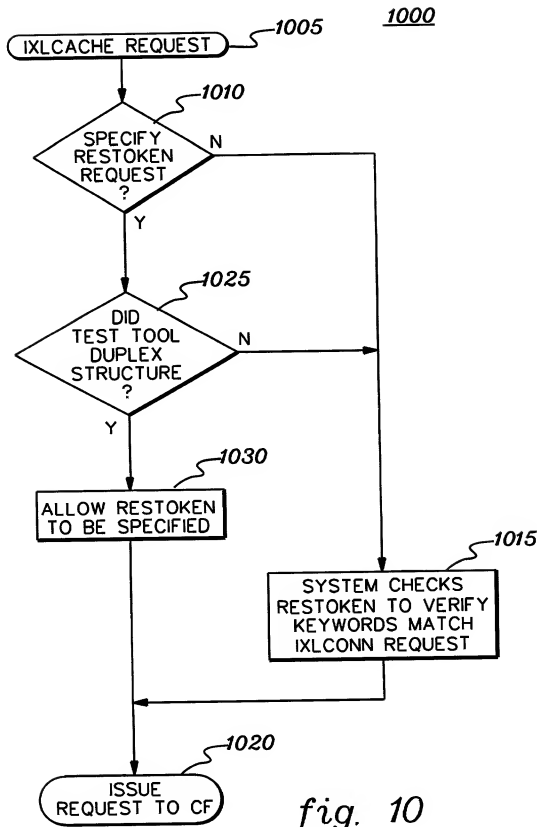 1000
IXLCACHE REQUEST
1005
1010
SPECIFY
RESTOKEN
REQUEST
?
N
Y
1025
DID
TEST TOOL
DUPLEX
STRUCTURE
?
N
Y
1030
ALLOW RESTOKEN
TO BE SPECIFIED
1015
SYSTEM CHECKS
RESTOKEN TO VERIFY
KEYWORDS MATCH
IXLCONN REQUEST
1020
ISSUE
REQUEST TO CF
fig. 10